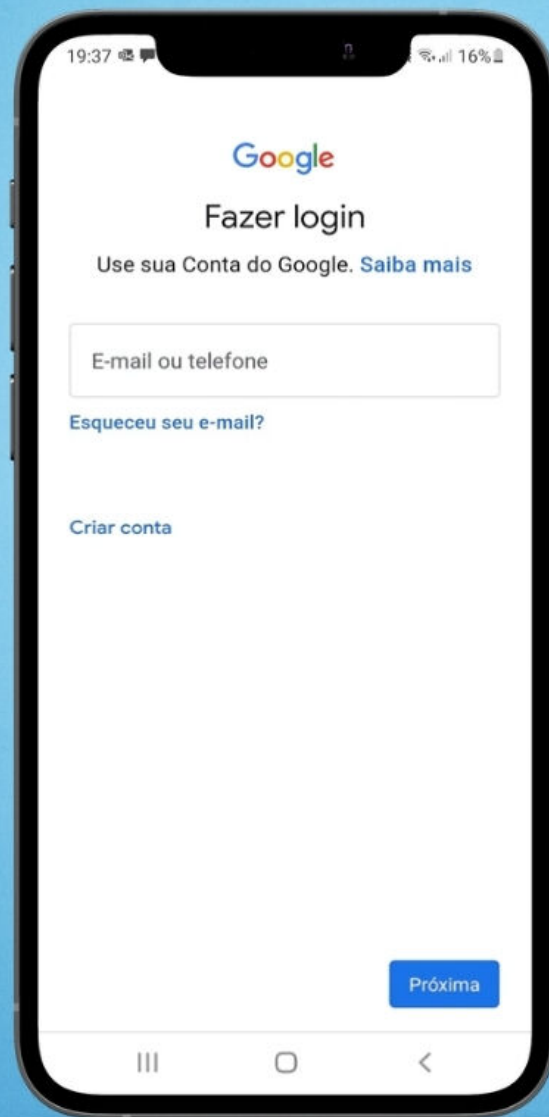 19:37 16%
Google
Fazer login
Use sua Conta do Google. Saiba mais
E-mail ou telefone
Esqueceu seu e-mail?
Criar conta
Próxima